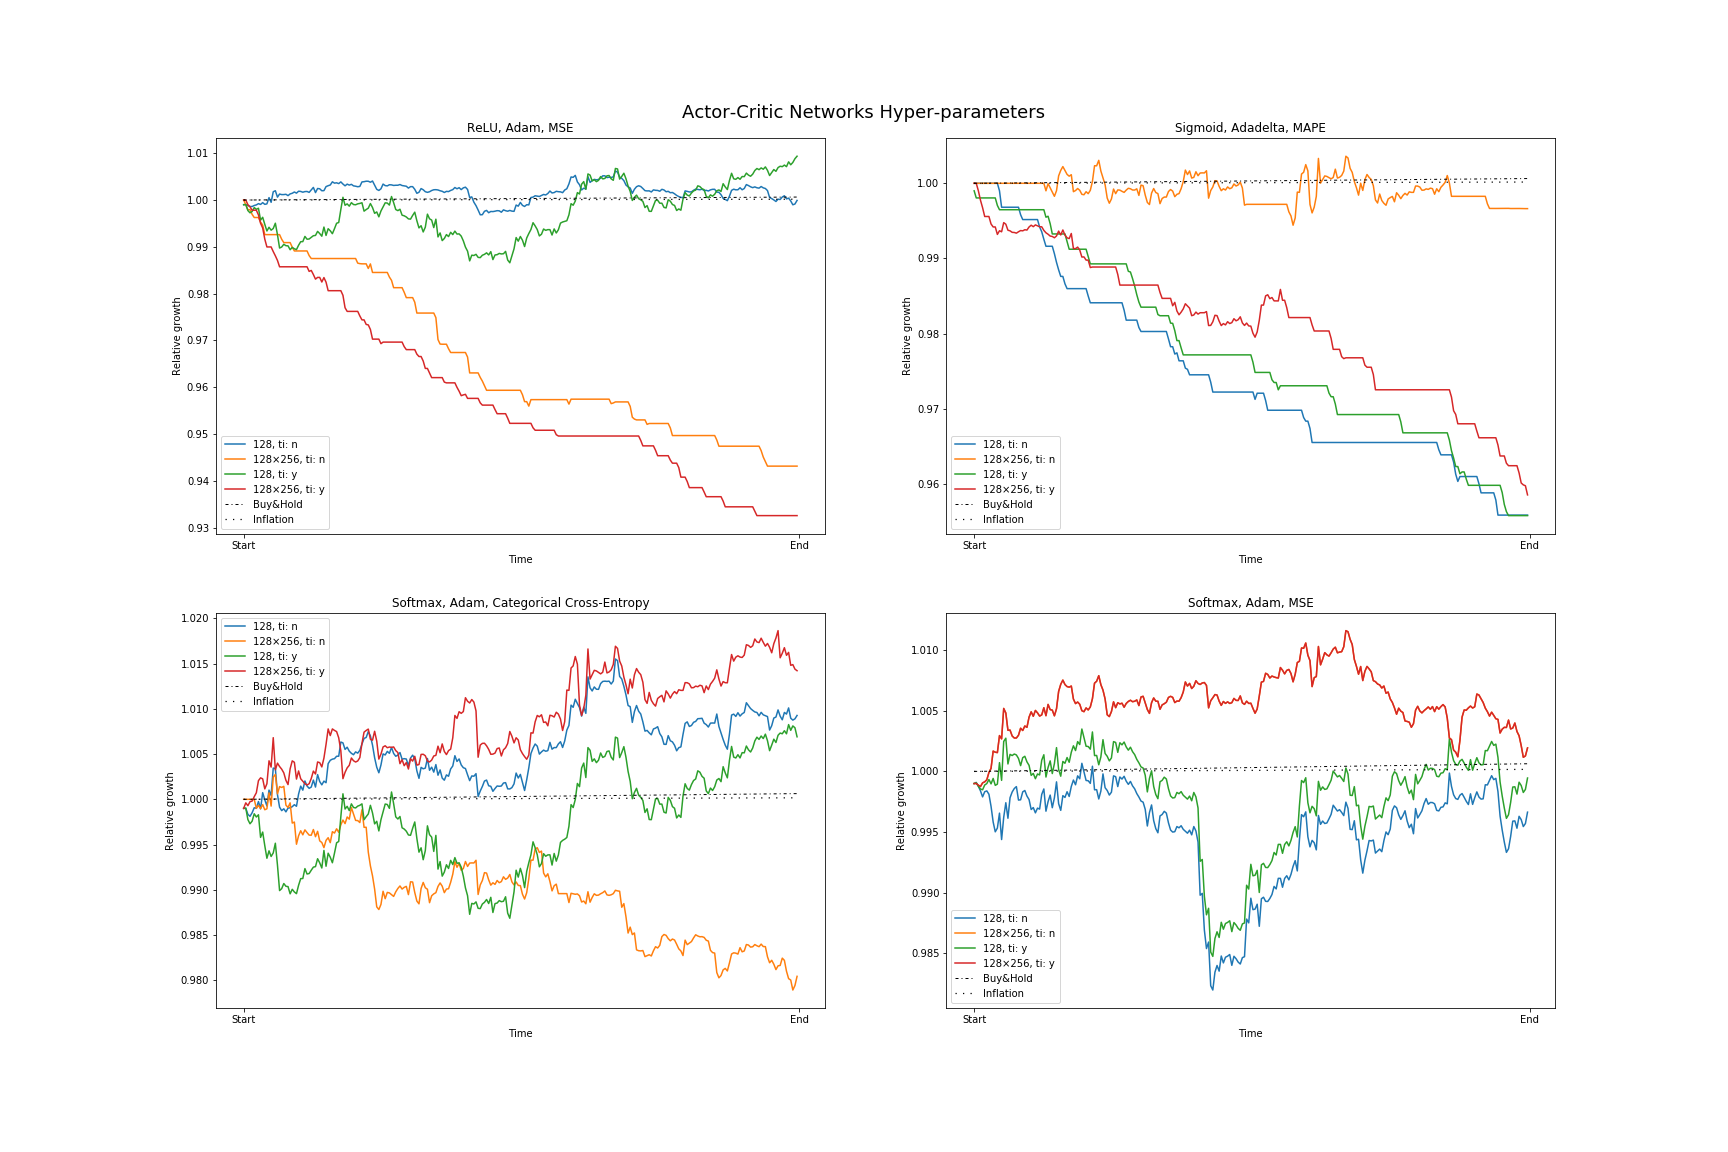 Actor-Critic Networks Hyper-parameters
ReLU, Adam, MSE
1.01
1.00
0.99
0.98
0.97
0.96
0.95
0.94
0.93
Relative growth
128, ti: n
128×256, ti: n
128, ti: y
128×256, ti: y
Buy&Hold
Inflation
Start
End
Time
Sigmoid, Adadelta, MAPE
1.00
0.99
0.98
0.97
0.96
Relative growth
128, ti: n
128×256, ti: n
128, ti: y
128×256, ti: y
Buy&Hold
Inflation
Start
End
Time
Softmax, Adam, Categorical Cross-Entropy
1.020
1.015
1.010
1.005
1.000
0.995
0.990
0.985
0.980
Relative growth
128, ti: n
128×256, ti: n
128, ti: y
128×256, ti: y
Buy&Hold
Inflation
Start
End
Time
Softmax, Adam, MSE
1.010
1.005
1.000
0.995
0.990
0.985
Relative growth
128, ti: n
128×256, ti: n
128, ti: y
128×256, ti: y
Buy&Hold
Inflation
Start
End
Time